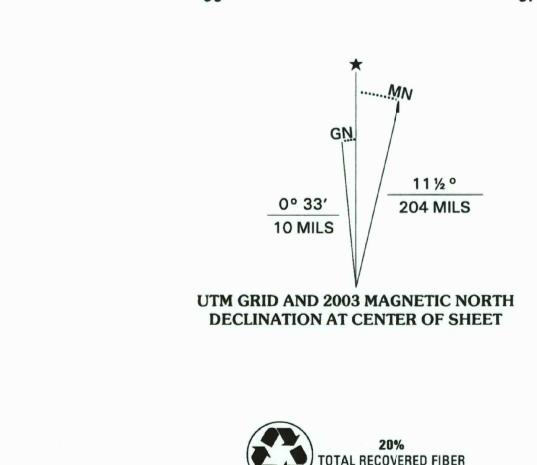 ★
MN
GN
11½°
204 MILS
0° 33′
10 MILS
UTM GRID AND 2003 MAGNETIC NORTH
DECLINATION AT CENTER OF SHEET
20%
TOTAL RECOVERED FIBER